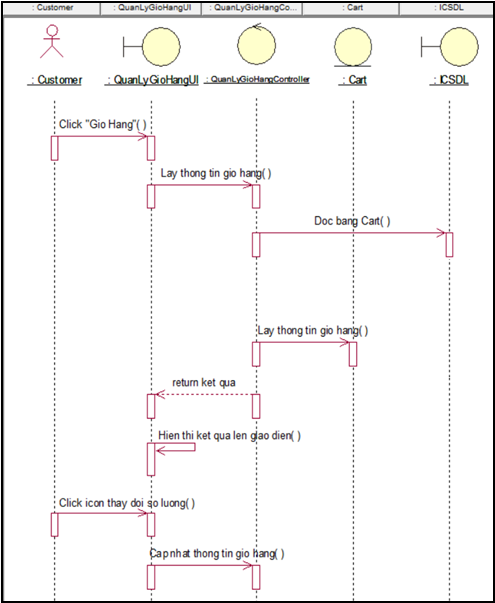 : Customer
: QuanLyGioHangUI
: QuanLyGioHangCo...
: Cart
: ICSDL
: Customer
: QuanLyGioHangUI
: QuanLyGioHangController
: Cart
: ICSDL
Click "Gio Hang"( )
Lay thong tin gio hang( )
Doc bang Cart( )
Lay thong tin gio hang( )
return ket qua
Hien thi ket qua len giao dien( )
Click icon thay doi so luong( )
Cap nhat thong tin gio hang( )